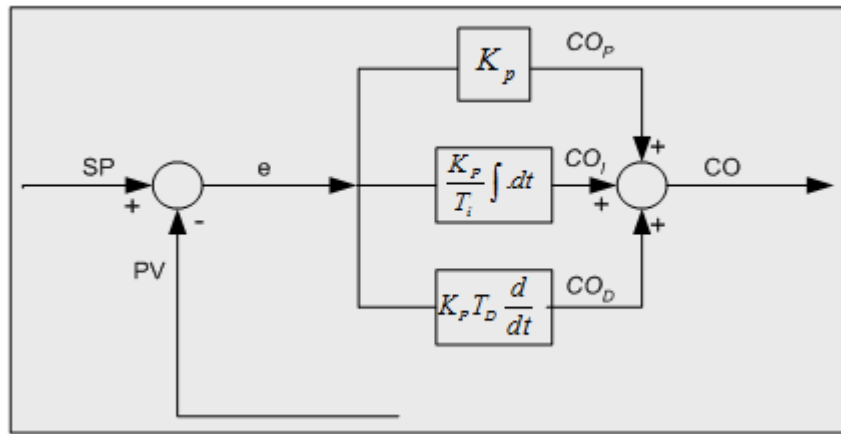 CO_P
K_p
SP
+
-
e
K_P/T_i ∫ .dt
CO_I
+
+
+
CO
PV
K_P T_D d/dt
CO_D